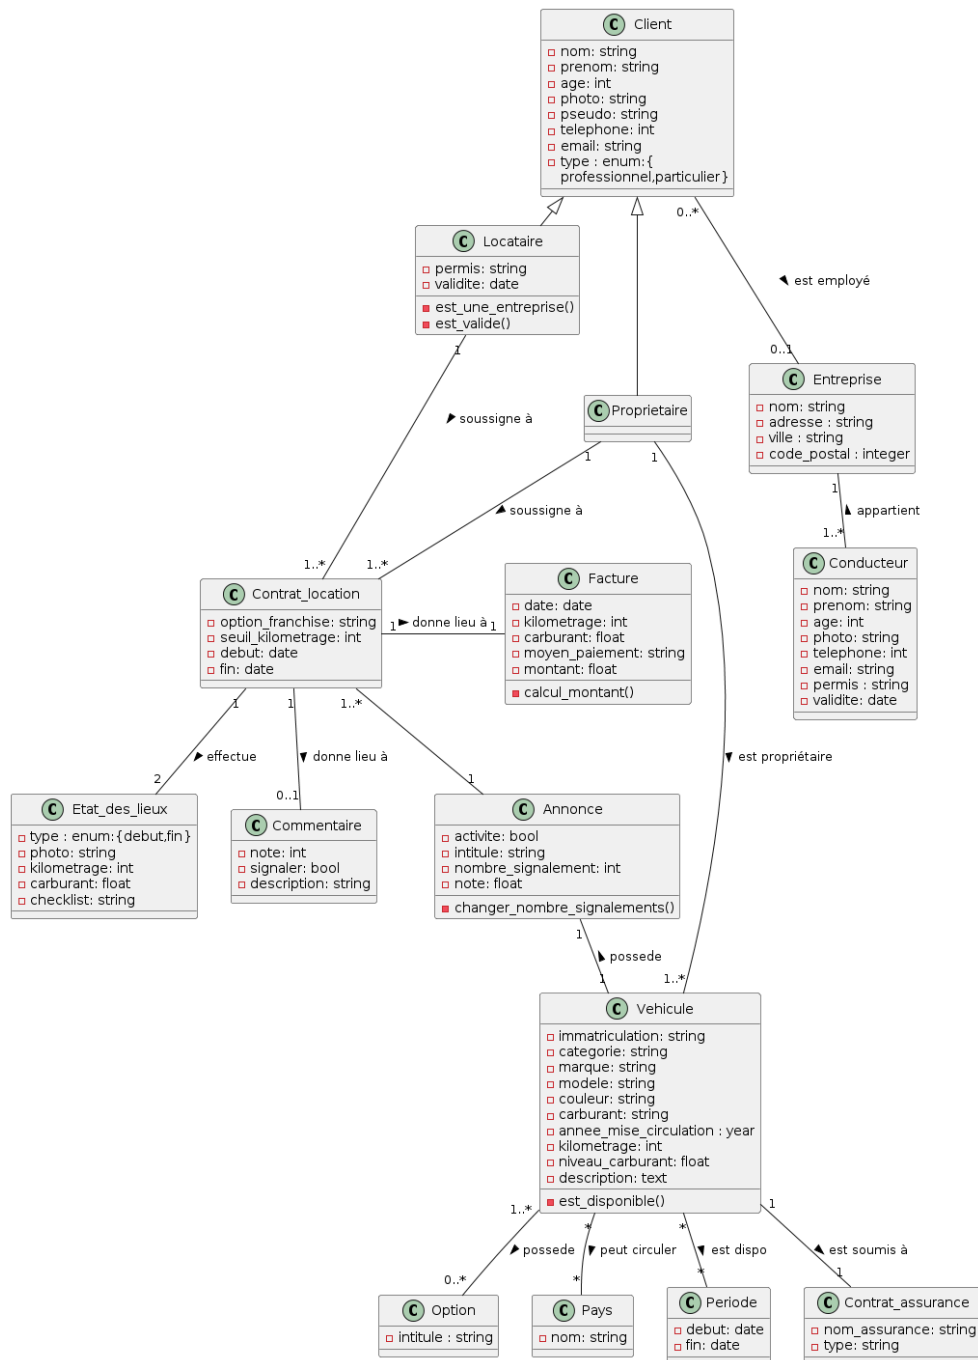 C Client
nom: string
prenom: string
age: int
photo: string
pseudo: string
telephone: int
email: string
type : enum:{
professionnel,particulier}
0..*
C Locataire
permis: string
validite: date
est_une_entreprise()
est_valide()
1
est employé
0..1
C Entreprise
nom: string
adresse : string
ville : string
code_postal : integer
1
soussigne à
C Proprietaire
1
1
soussigne à
appartient
1..*
C Conducteur
nom: string
prenom: string
age: int
photo: string
telephone: int
email: string
permis : string
validite: date
1..*
1..*
C Contrat_location
option_franchise: string
seuil_kilometrage: int
debut: date
fin: date
1
donne lieu à
1
C Facture
date: date
kilometrage: int
carburant: float
moyen_paiement: string
montant: float
calcul_montant()
1
1
1..*
effectue
donne lieu à
est propriétaire
2
0..1
1
C Etat_des_lieux
type : enum:{debut,fin}
photo: string
kilometrage: int
carburant: float
checklist: string
C Commentaire
note: int
signaler: bool
description: string
C Annonce
activite: bool
intitule: string
nombre_signalement: int
note: float
changer_nombre_signalements()
1
possede
1
1..*
C Vehicule
immatriculation: string
categorie: string
marque: string
modele: string
couleur: string
carburant: string
annee_mise_circulation : year
kilometrage: int
niveau_carburant: float
description: text
est_disponible()
1..*
*
*
1
possede
peut circuler
est dispo
est soumis à
0..*
*
*
1
C Option
intitule : string
C Pays
nom: string
C Periode
debut: date
fin: date
C Contrat_assurance
nom_assurance: string
type: string